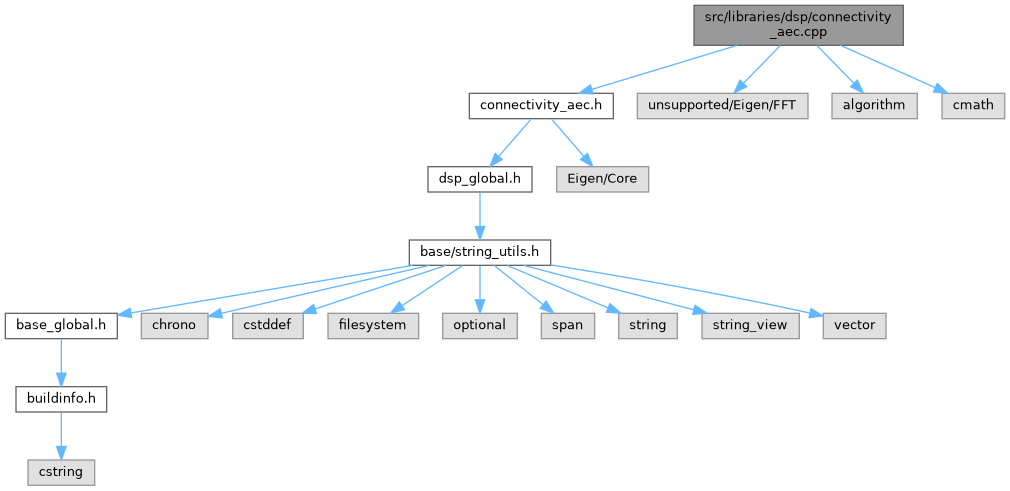 src/libraries/dsp/connectivity
_aec.cpp
connectivity_aec.h
unsupported/Eigen/FFT
algorithm
cmath
dsp_global.h
Eigen/Core
base/string_utils.h
base_global.h
chrono
cstddef
filesystem
optional
span
string
string_view
vector
buildinfo.h
cstring